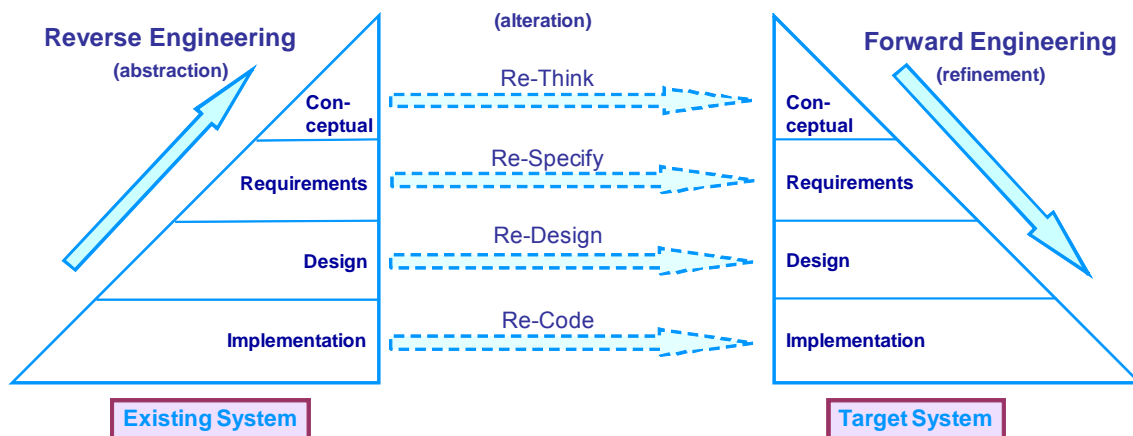 (alteration)
Reverse Engineering
(abstraction)
Forward Engineering
(refinement)
Re-Think
Con-
ceptual
Con-
ceptual
Re-Specify
Requirements
Requirements
Re-Design
Design
Design
Re-Code
Implementation
Implementation
Existing System
Target System